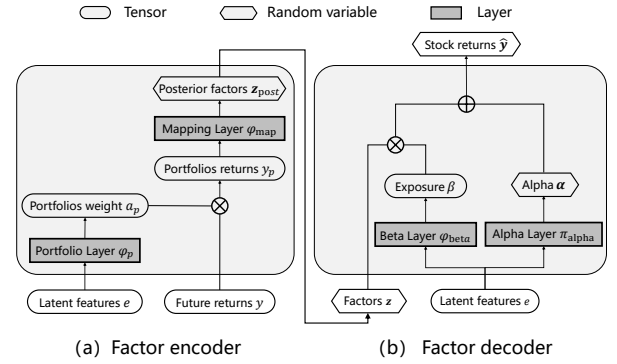 Tensor
Random variable
Layer
Stock returns ŷ
Posterior factors z_post
Mapping Layer φ_map
Portfolios returns y_p
Portfolios weight a_p
Portfolio Layer φ_p
Latent features e
Future returns y
Exposure β
Alpha α
Beta Layer φ_beta
Alpha Layer π_alpha
Factors z
Latent features e
(a) Factor encoder
(b) Factor decoder